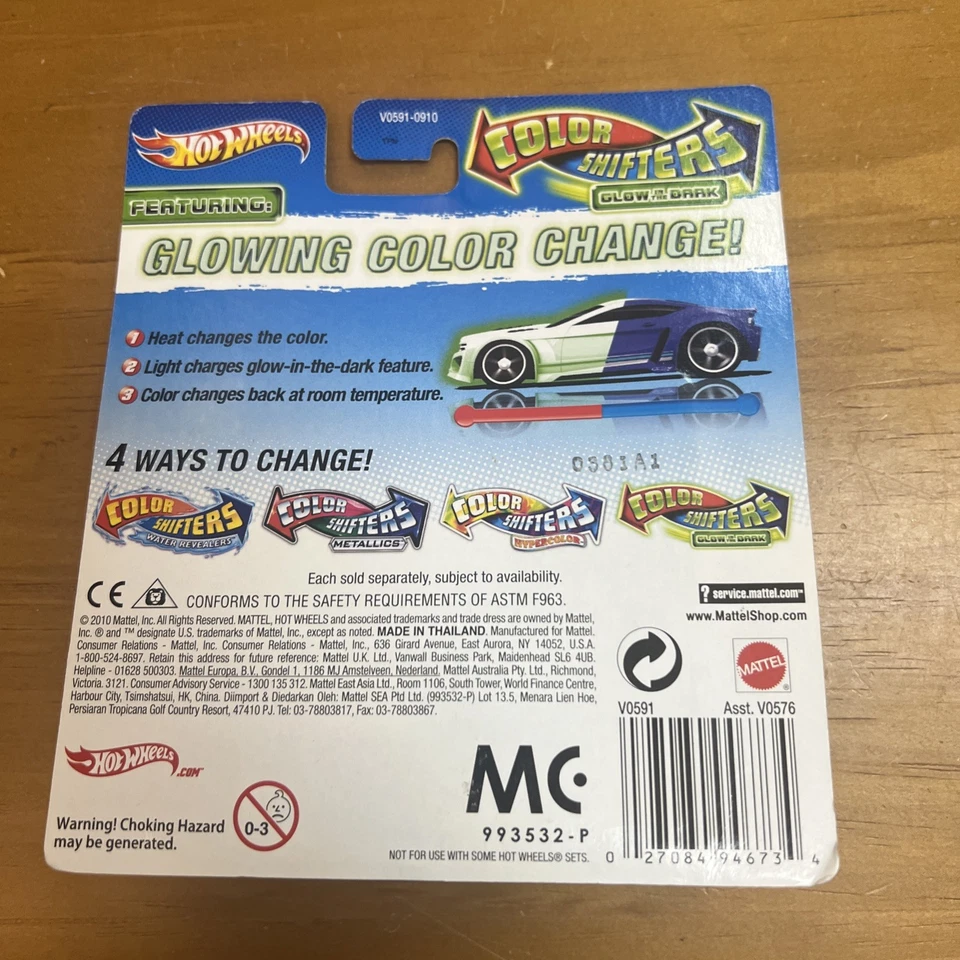 HOT WHEELS
V0591-0910
COLOR
SHIFTERS
GLOW IN THE DARK
FEATURING:
GLOWING COLOR CHANGE!
1 Heat changes the color.
2 Light charges glow-in-the-dark feature.
3 Color changes back at room temperature.
4 WAYS TO CHANGE!
0381A1
COLOR SHIFTERS WATER REVEALERS™
COLOR SHIFTERS METALLICS™
COLOR SHIFTERS HYPERCOLOR™
COLOR SHIFTERS GLOW IN THE DARK
Each sold separately, subject to availability.
CE
CONFORMS TO THE SAFETY REQUIREMENTS OF ASTM F963.
? service.mattel.com™
www.MattelShop.com
© 2010 Mattel, Inc. All Rights Reserved. MATTEL, HOT WHEELS and associated trademarks and trade dress are owned by Mattel,
Inc. ® and ™ designate U.S. trademarks of Mattel, Inc., except as noted. MADE IN THAILAND. Manufactured for Mattel.
Consumer Relations - Mattel, Inc. Consumer Relations - Mattel, Inc., 636 Girard Avenue, East Aurora, NY 14052, U.S.A.
1-800-524-8697. Retain this address for future reference: Mattel U.K. Ltd., Vanwall Business Park, Maidenhead SL6 4UB.
Helpline - 01628 500303. Mattel Europa, B.V., Gondel 1, 1186 MJ Amstelveen, Nederland. Mattel Australia Pty. Ltd., Richmond,
Victoria. 3121. Consumer Advisory Service - 1300 135 312. Mattel East Asia Ltd., Room 1106, South Tower, World Finance Centre,
Harbour City, Tsimshatsui, HK, China. Diimport & Diedarkan Oleh: Mattel SEA Ptd Ltd. (993532-P) Lot 13.5, Menara Lien Hoe,
Persiaran Tropicana Golf Country Resort, 47410 PJ. Tel: 03-78803817, Fax: 03-78803867.
MATTEL®
V0591 Asst. V0576
HOT WHEELS.COM™
MC
993532-P
Warning! Choking Hazard
may be generated.
0-3
NOT FOR USE WITH SOME HOT WHEELS® SETS.
0 27084 94673 4